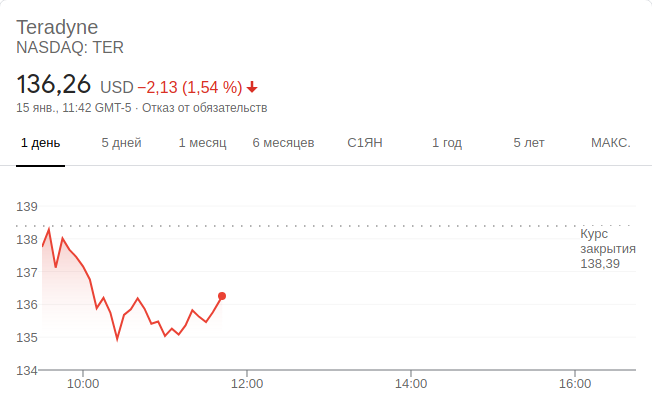 Teradyne
NASDAQ: TER
136,26 USD −2,13 (1,54 %)
15 янв., 11:42 GMT-5 · Отказ от обязательств
1 день 5 дней 1 месяц 6 месяцев С1ЯН 1 год 5 лет МАКС.
139
138
137
136
135
134
Курс
закрытия
138,39
10:00 12:00 14:00 16:00